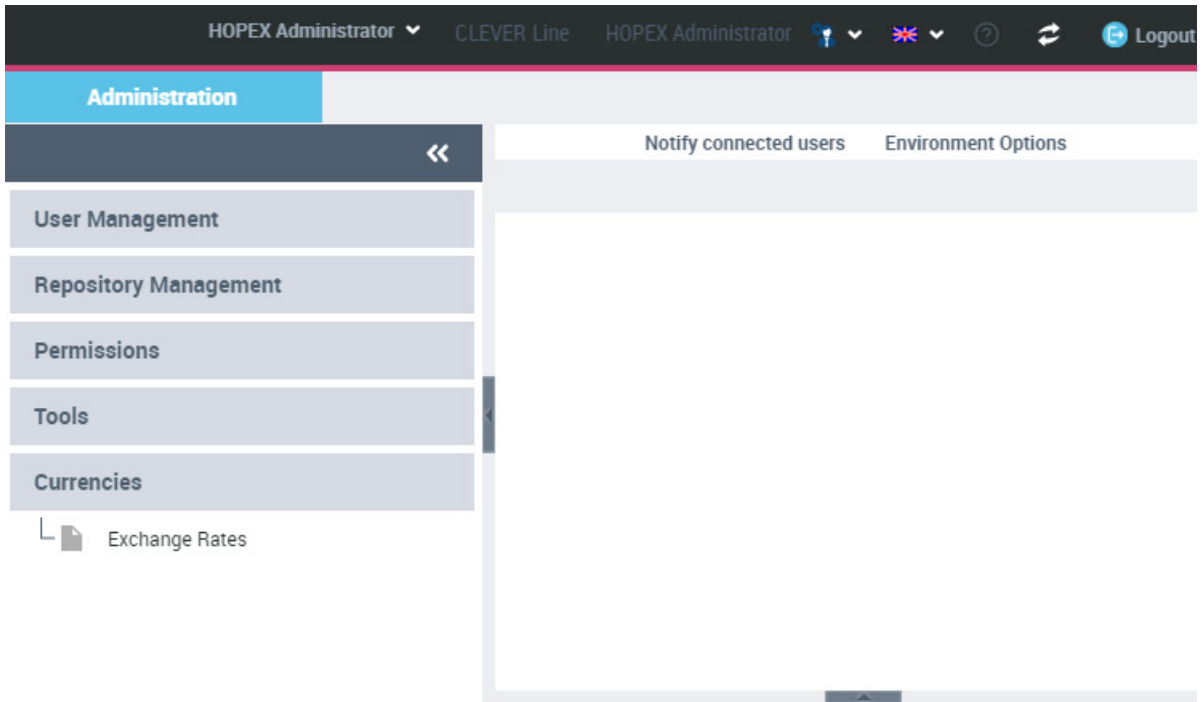 HOPEX Administrator CLEVER Line HOPEX Administrator ? Logout
Administration
Notify connected users Environment Options
User Management
Repository Management
Permissions
Tools
Currencies
Exchange Rates